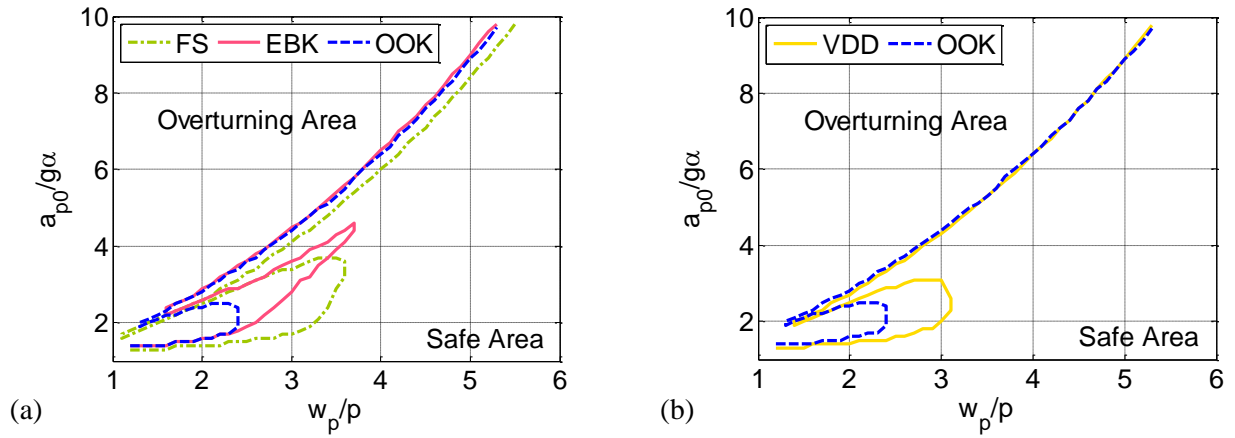 10
8
6
4
2
FS EBK OOK
Overturning Area
Safe Area
a_p0/gα
1 2 3 4 5 6
w_p/p
(a)
10
8
6
4
2
VDD OOK
Overturning Area
Safe Area
a_p0/gα
1 2 3 4 5 6
w_p/p
(b)